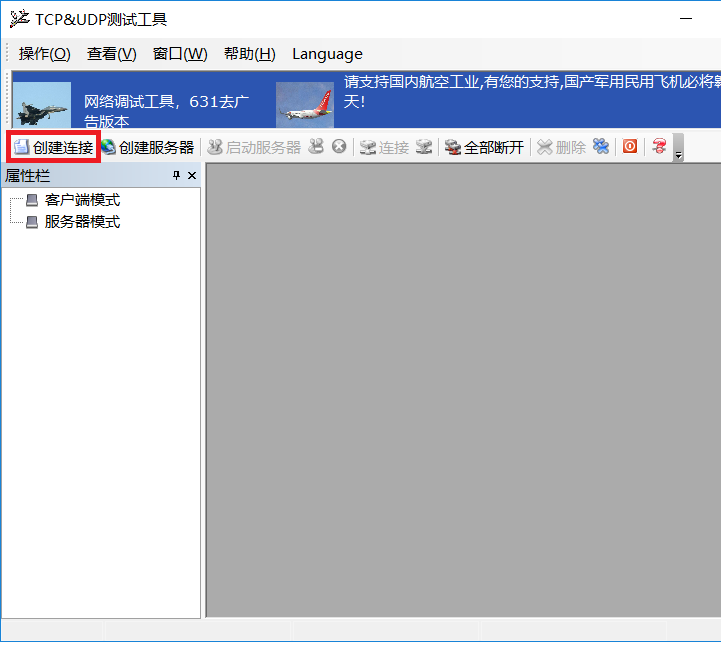 TCP&UDP测试工具
操作(O) 查看(V) 窗口(W) 帮助(H) Language
网络调试工具，631去广
告版本
请支持国内航空工业,有您的支持,国产军用民用飞机必将
天!
创建连接 创建服务器 启动服务器 连接 全部断开 删除
属性栏
客户端模式
服务器模式